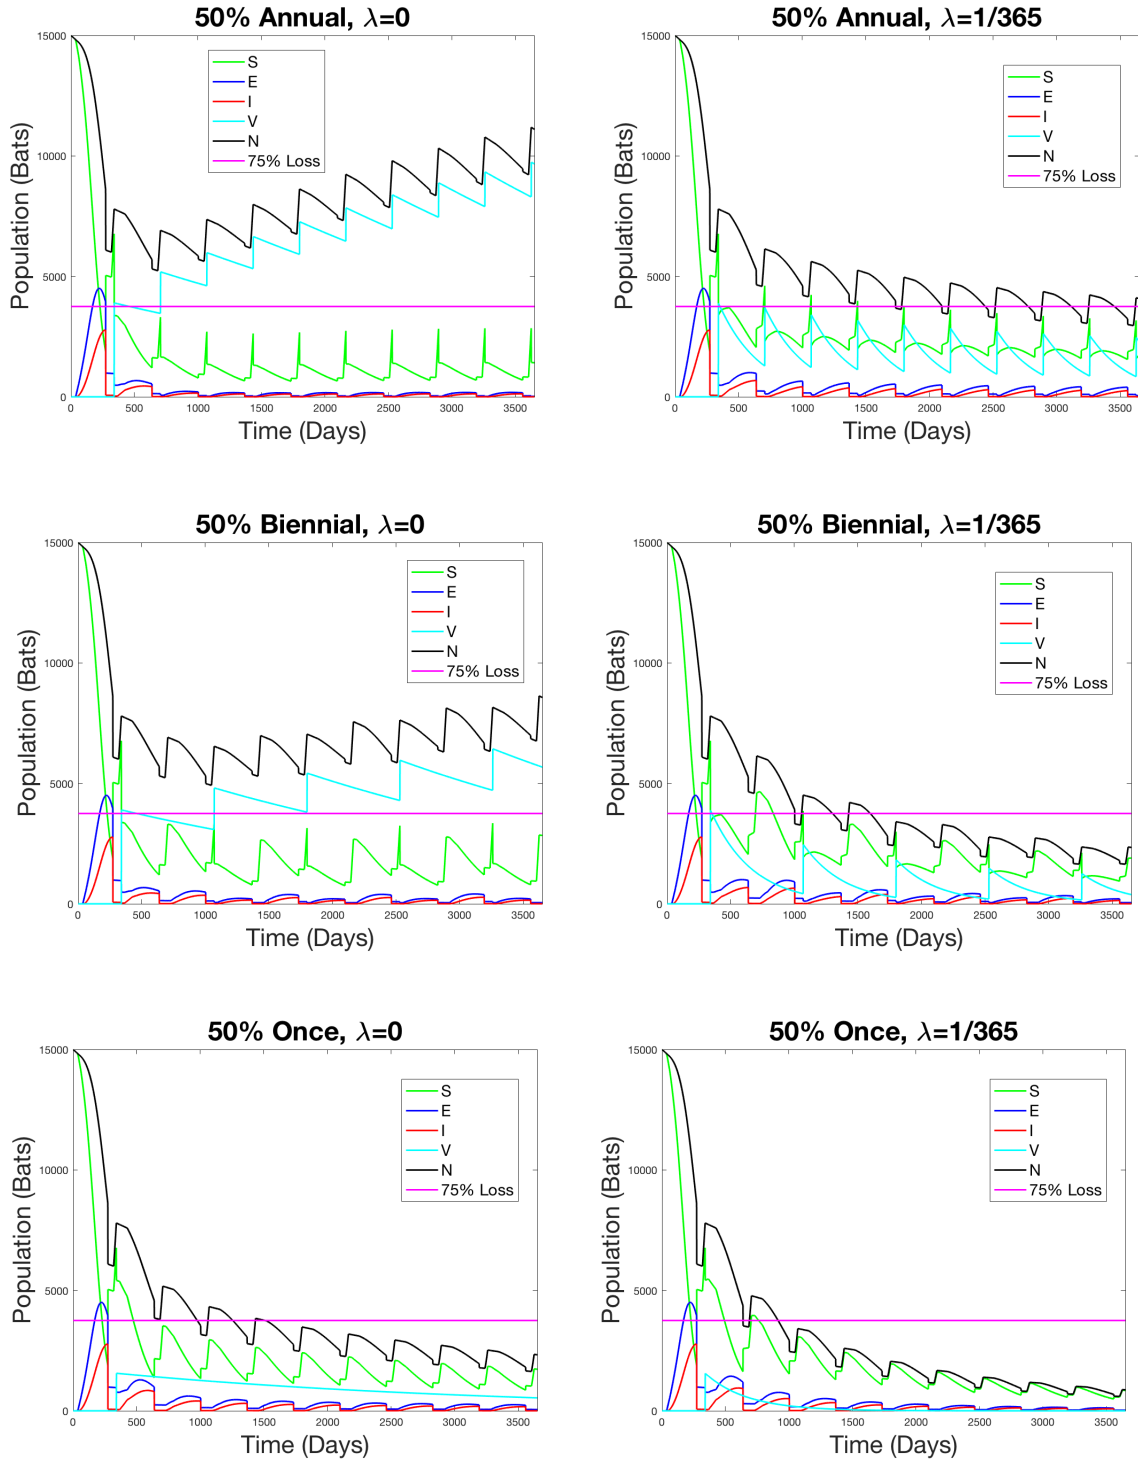 50% Annual, λ=0
15000
10000
5000
0
Population (Bats)
S
E
I
V
N
75% Loss
0 500 1000 1500 2000 2500 3000 3500
Time (Days)
50% Annual, λ=1/365
15000
10000
5000
0
Population (Bats)
S
E
I
V
N
75% Loss
0 500 1000 1500 2000 2500 3000 3500
Time (Days)
50% Biennial, λ=0
15000
10000
5000
0
Population (Bats)
S
E
I
V
N
75% Loss
0 500 1000 1500 2000 2500 3000 3500
Time (Days)
50% Biennial, λ=1/365
15000
10000
5000
0
Population (Bats)
S
E
I
V
N
75% Loss
0 500 1000 1500 2000 2500 3000 3500
Time (Days)
50% Once, λ=0
15000
10000
5000
0
Population (Bats)
S
E
I
V
N
75% Loss
0 500 1000 1500 2000 2500 3000 3500
Time (Days)
50% Once, λ=1/365
15000
10000
5000
0
Population (Bats)
S
E
I
V
N
75% Loss
0 500 1000 1500 2000 2500 3000 3500
Time (Days)